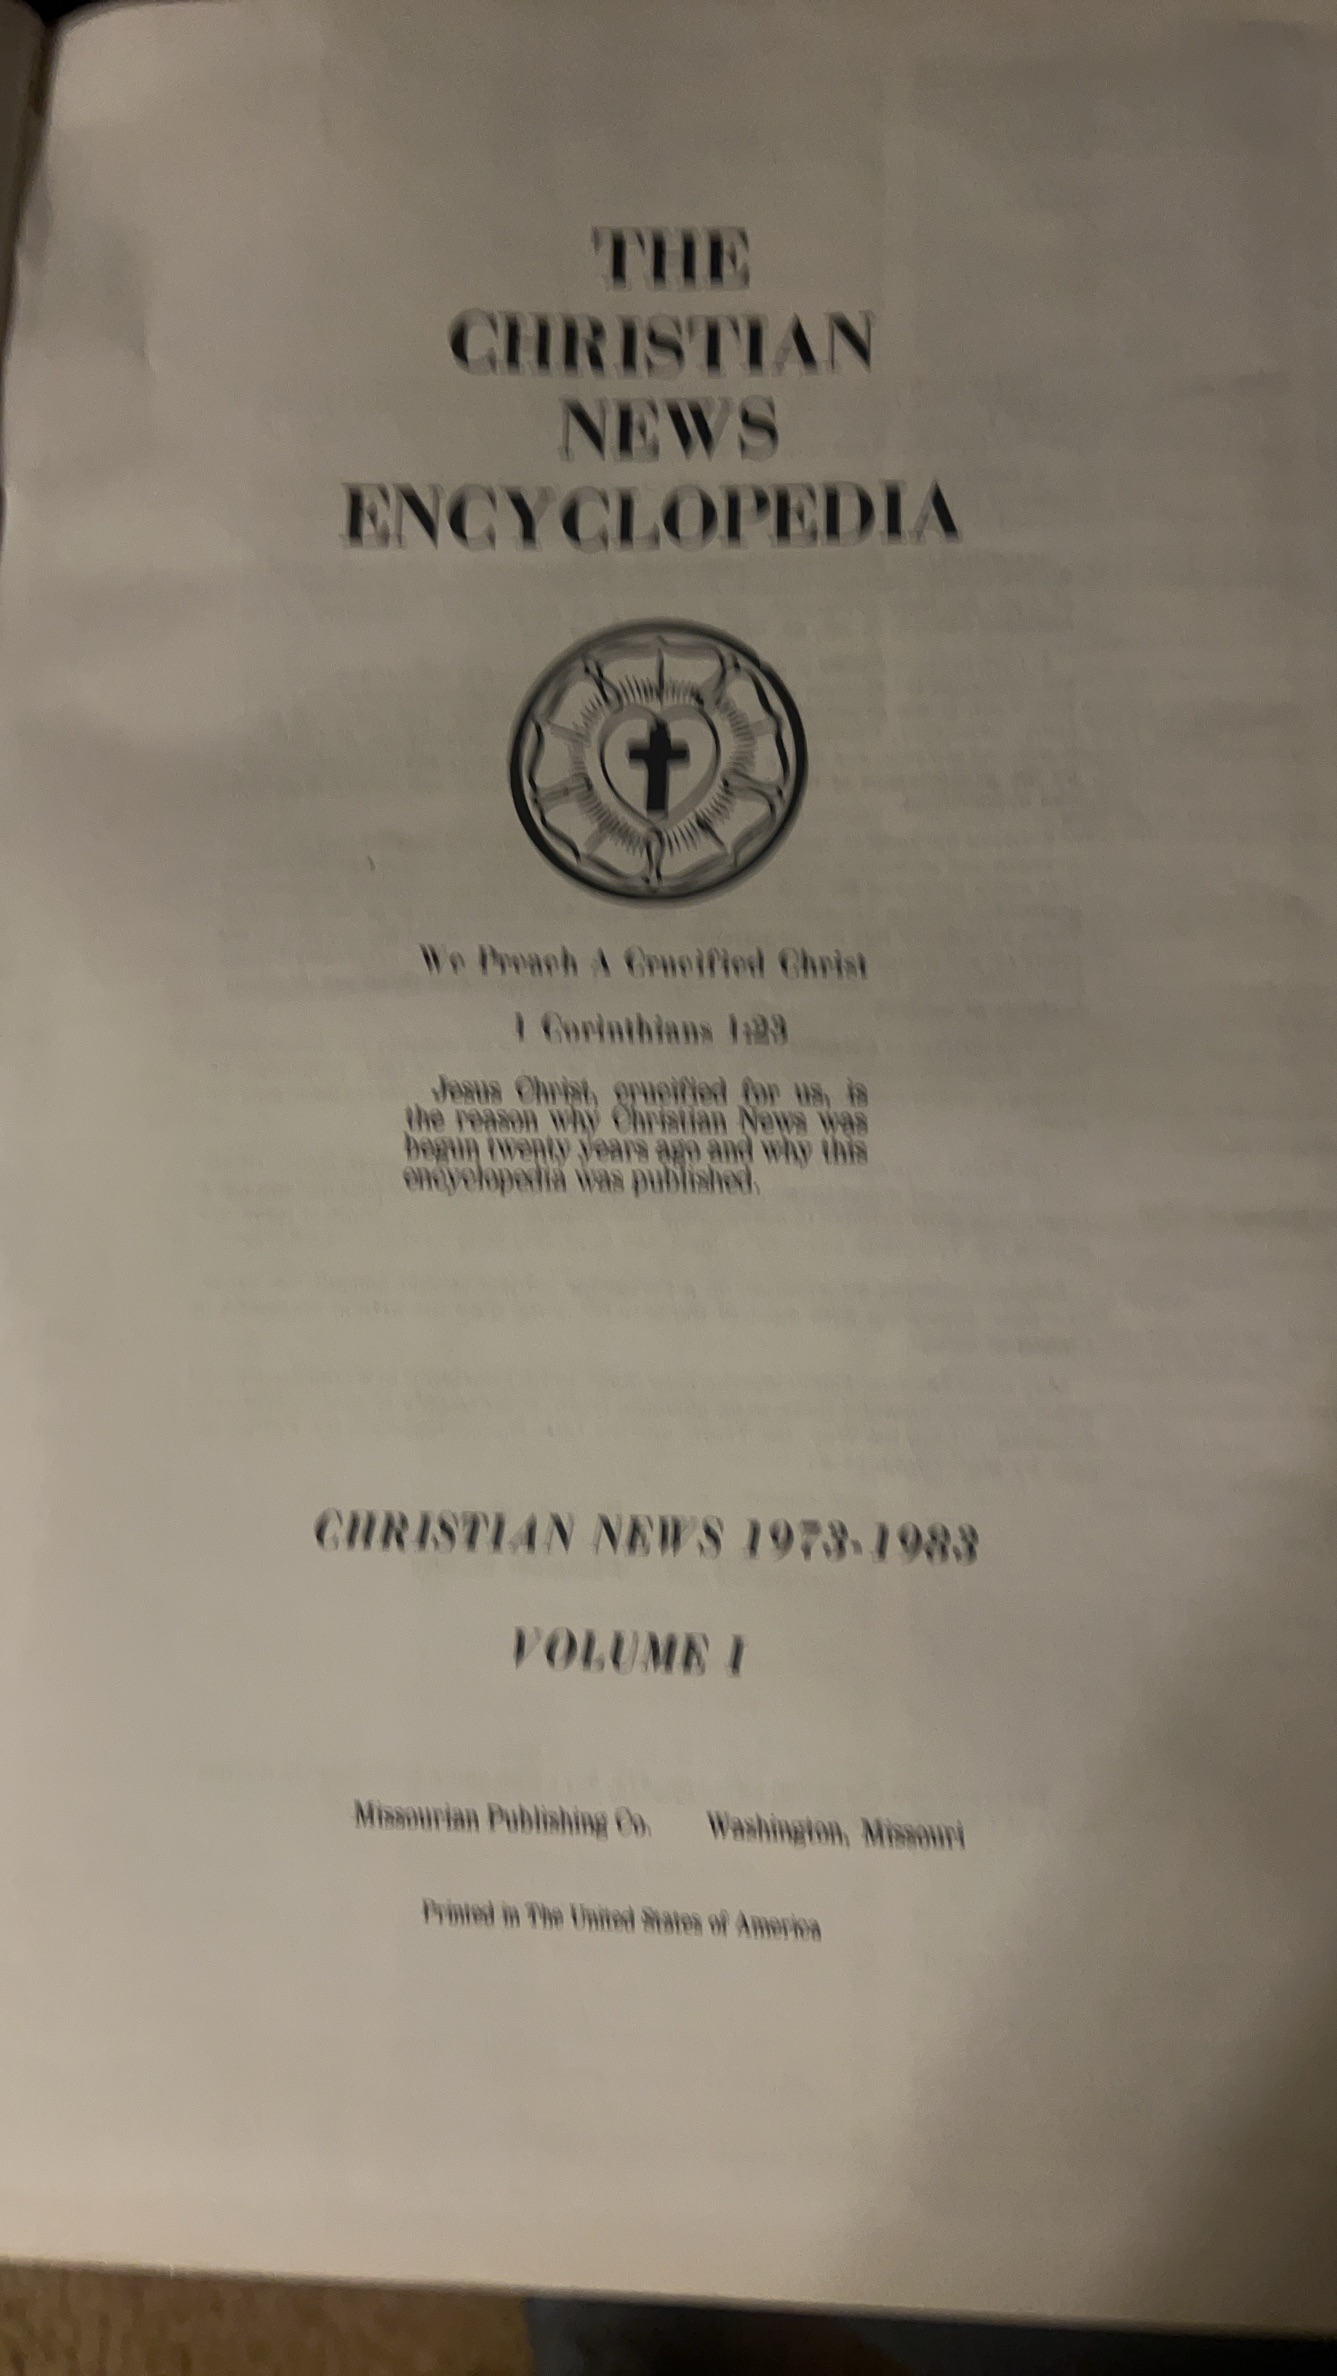 THE
CHRISTIAN
NEWS
ENCYCLOPEDIA
We Preach A Crucified Christ
1 Corinthians 1:23
Jesus Christ, crucified for us, is
the reason why Christian News was
begun twenty years ago and why this
encyclopedia was published.
CHRISTIAN NEWS 1973-1983
VOLUME I
Missourian Publishing Co. Washington, Missouri
Printed in The United States of America